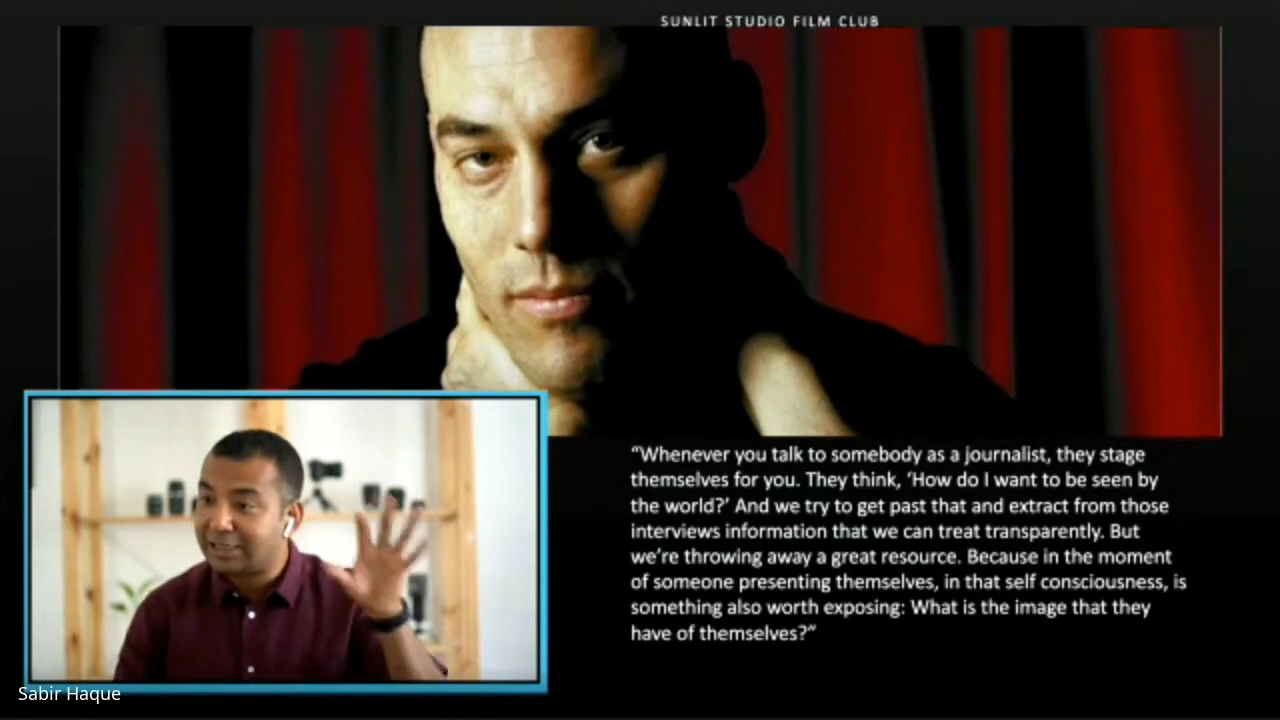 SUNLIT STUDIO FILM CLUB
“Whenever you talk to somebody as a journalist, they stage
themselves for you. They think, ‘How do I want to be seen by
the world?’ And we try to get past that and extract from those
interviews information that we can treat transparently. But
we’re throwing away a great resource. Because in the moment
of someone presenting themselves, in that self consciousness, is
something also worth exposing: What is the image that they
have of themselves?”
Sabir Haque